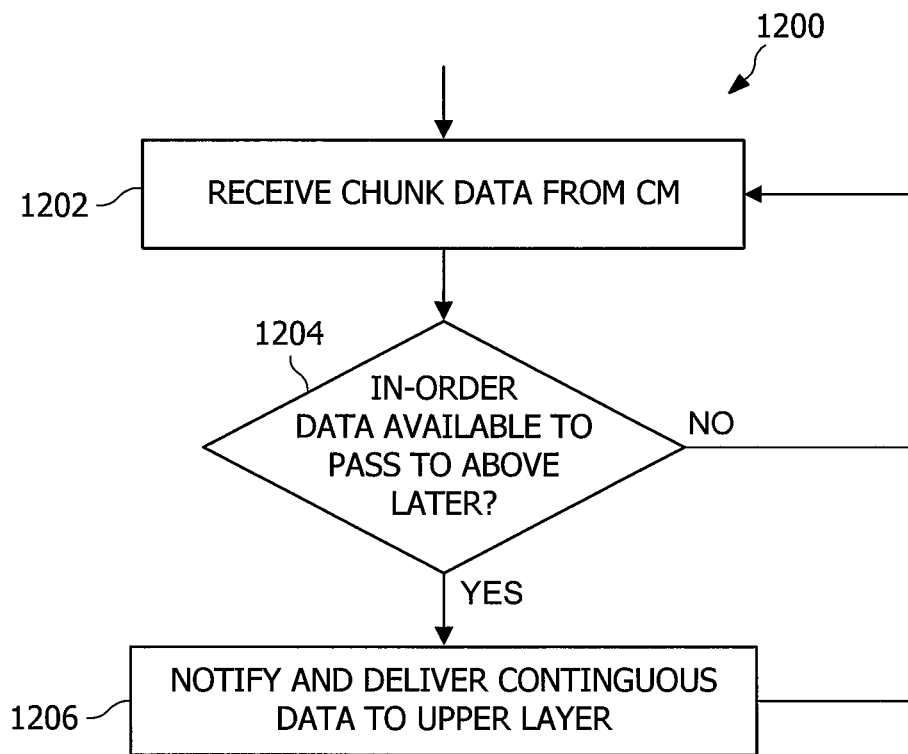 1200
1202
RECEIVE CHUNK DATA FROM CM
1204
IN-ORDER
DATA AVAILABLE TO
PASS TO ABOVE
LATER?
NO
YES
1206
NOTIFY AND DELIVER CONTINGUOUS
DATA TO UPPER LAYER